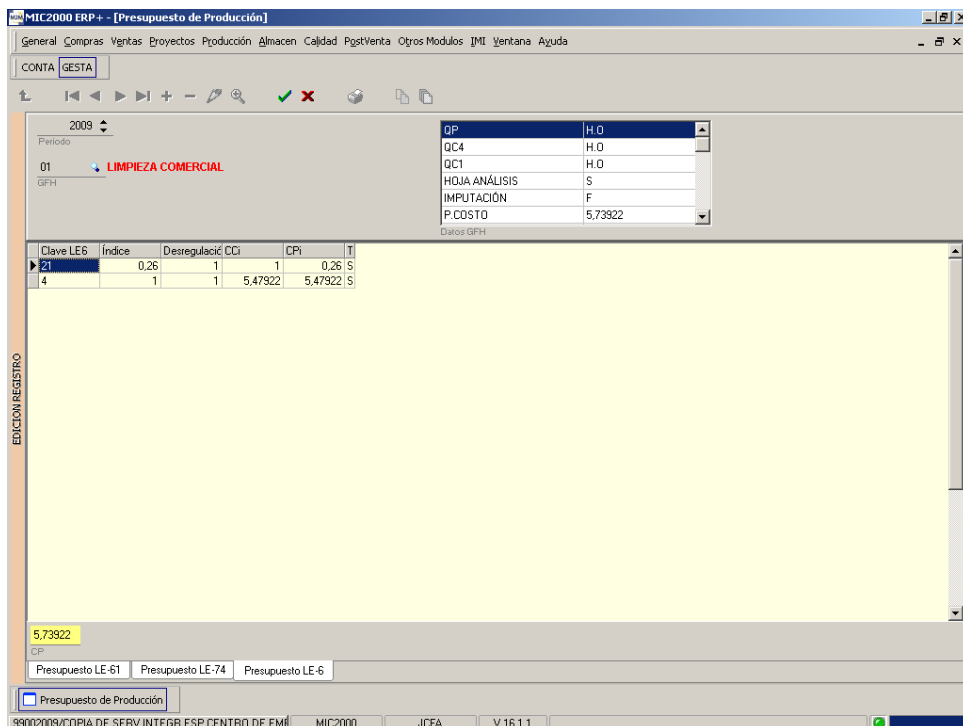 MIC2000 ERP+ - [Presupuesto de Producción]
General Compras Ventas Proyectos Producción Almacen Calidad PostVenta Otros Modulos IMI Ventana Ayuda
CONTA GESTA
2009
Periodo
01 LIMPIEZA COMERCIAL
GFH
QP H.O
QC4 H.O
QC1 H.O
HOJA ANÁLISIS S
IMPUTACIÓN F
P.COSTO 5,73922
Datos GFH
Clave LE6 Índice Desregulació CCi CPi T
21 0,26 1 1 0,26 S
4 1 1 5,47922 5,47922 S
EDICION REGISTRO
5,73922
CP
Presupuesto LE-61 Presupuesto LE-74 Presupuesto LE-6
Presupuesto de Producción
99002009/COPIA DE SERV.INTEGR.ESP.CENTRO DE EMP MIC2000 JCFA V 16.1.1